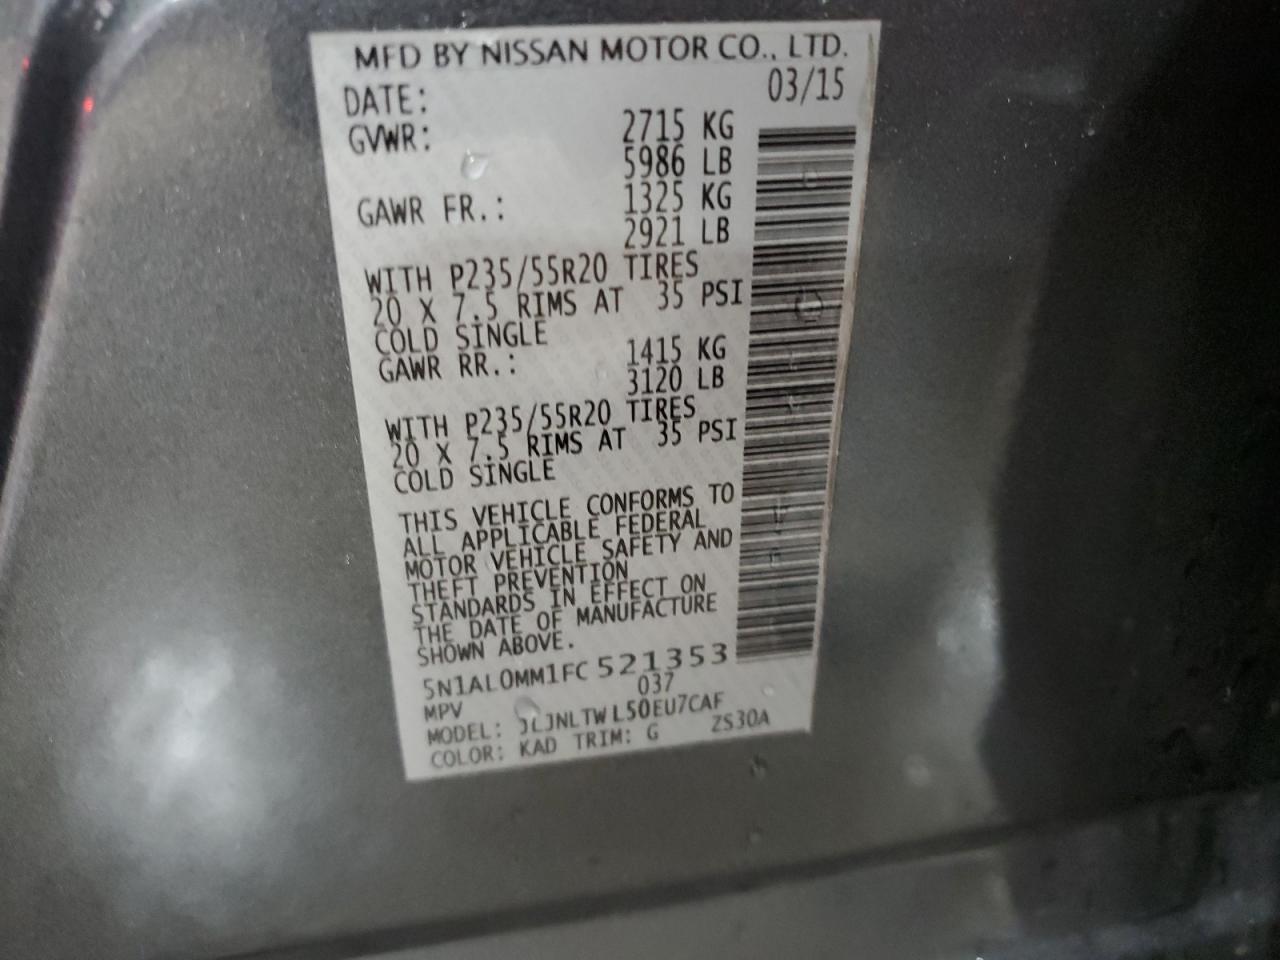 MFD BY NISSAN MOTOR CO., LTD.
DATE: 03/15
GVWR: 2715 KG
5986 LB
GAWR FR.: 1325 KG
2921 LB
WITH P235/55R20 TIRES
20 X 7.5 RIMS AT 35 PSI
COLD SINGLE
GAWR RR.: 1415 KG
3120 LB
WITH P235/55R20 TIRES
20 X 7.5 RIMS AT 35 PSI
COLD SINGLE
THIS VEHICLE CONFORMS TO
ALL APPLICABLE FEDERAL
MOTOR VEHICLE SAFETY AND
THEFT PREVENTION
STANDARDS IN EFFECT ON
THE DATE OF MANUFACTURE
SHOWN ABOVE.
5N1AL0MM1FC 521353
MPV 037
MODEL: JLJNLTWL50EU7CAF
COLOR: KAD TRIM: G ZS30A